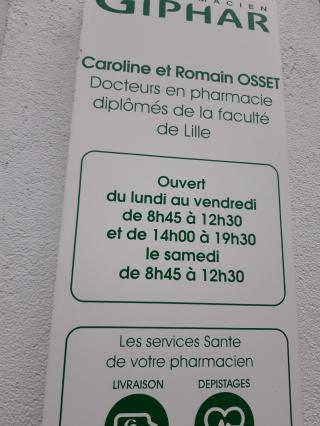 MACIEN
GIPHAR
Caroline et Romain OSSET
Docteurs en pharmacie
diplômés de la faculté
de Lille
Ouvert
du lundi au vendredi
de 8h45 à 12h30
et de 14h00 à 19h30
le samedi
de 8h45 à 12h30
Les services Sante
de votre pharmacien
LIVRAISON DEPISTAGES